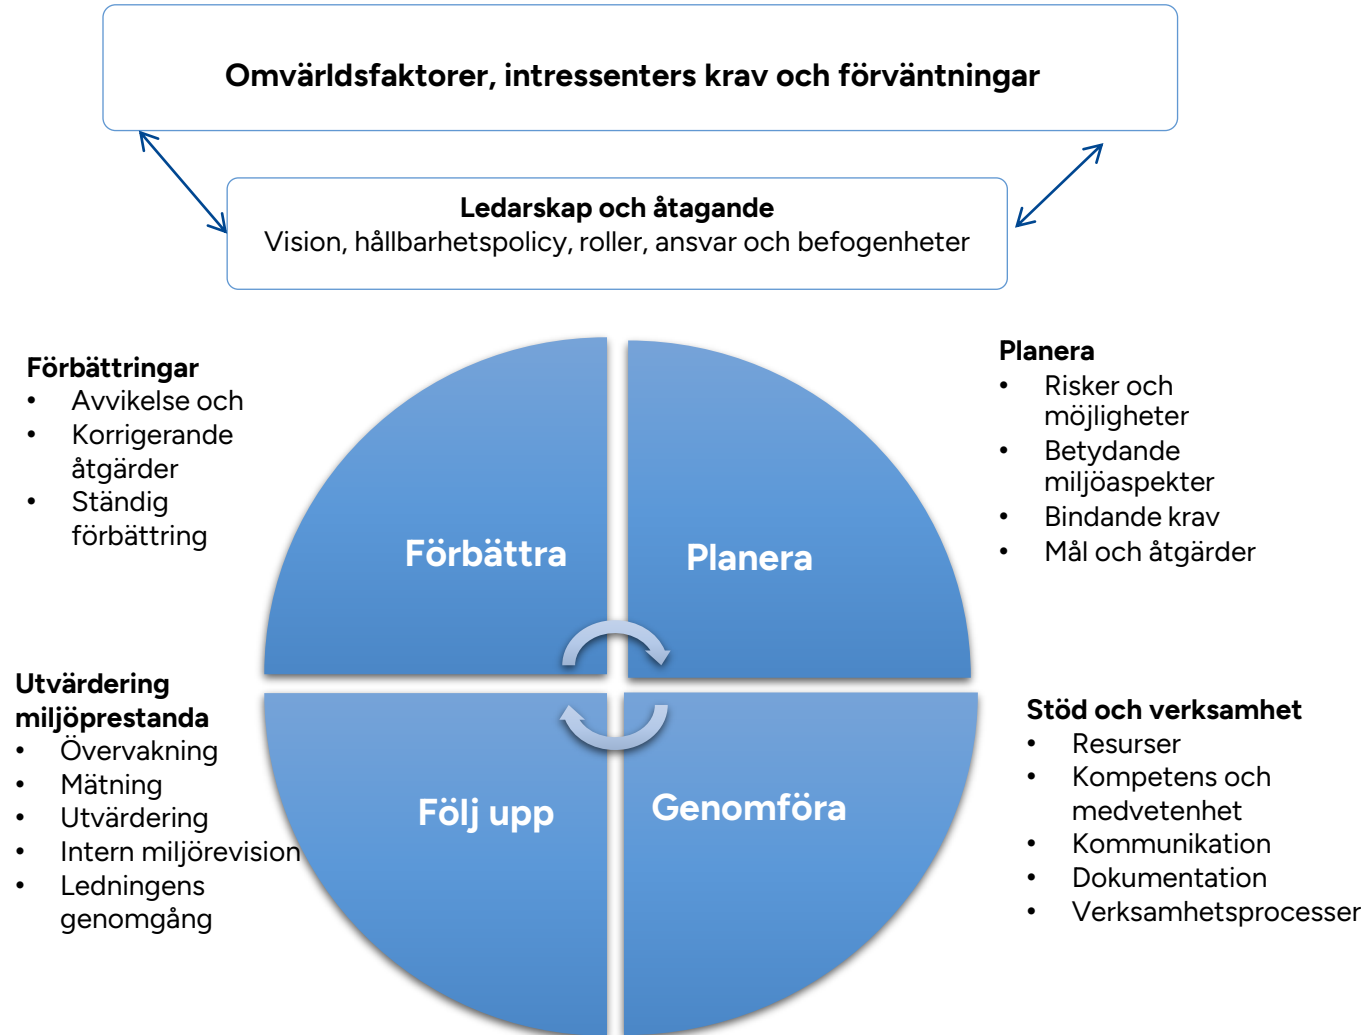 Omvärldsfaktorer, intressenters krav och förväntningar
Ledarskap och åtagande
Vision, hållbarhetspolicy, roller, ansvar och befogenheter
Förbättringar
• Avvikelse och
• Korrigerande
åtgärder
• Ständig
förbättring
Planera
• Risker och
möjligheter
• Betydande
miljöaspekter
• Bindande krav
• Mål och åtgärder
Förbättra
Planera
Utvärdering
miljöprestanda
• Övervakning
• Mätning
• Utvärdering
• Intern miljörevision
• Ledningens
genomgång
Följ upp
Genomföra
Stöd och verksamhet
• Resurser
• Kompetens och
medvetenhet
• Kommunikation
• Dokumentation
• Verksamhetsprocesser